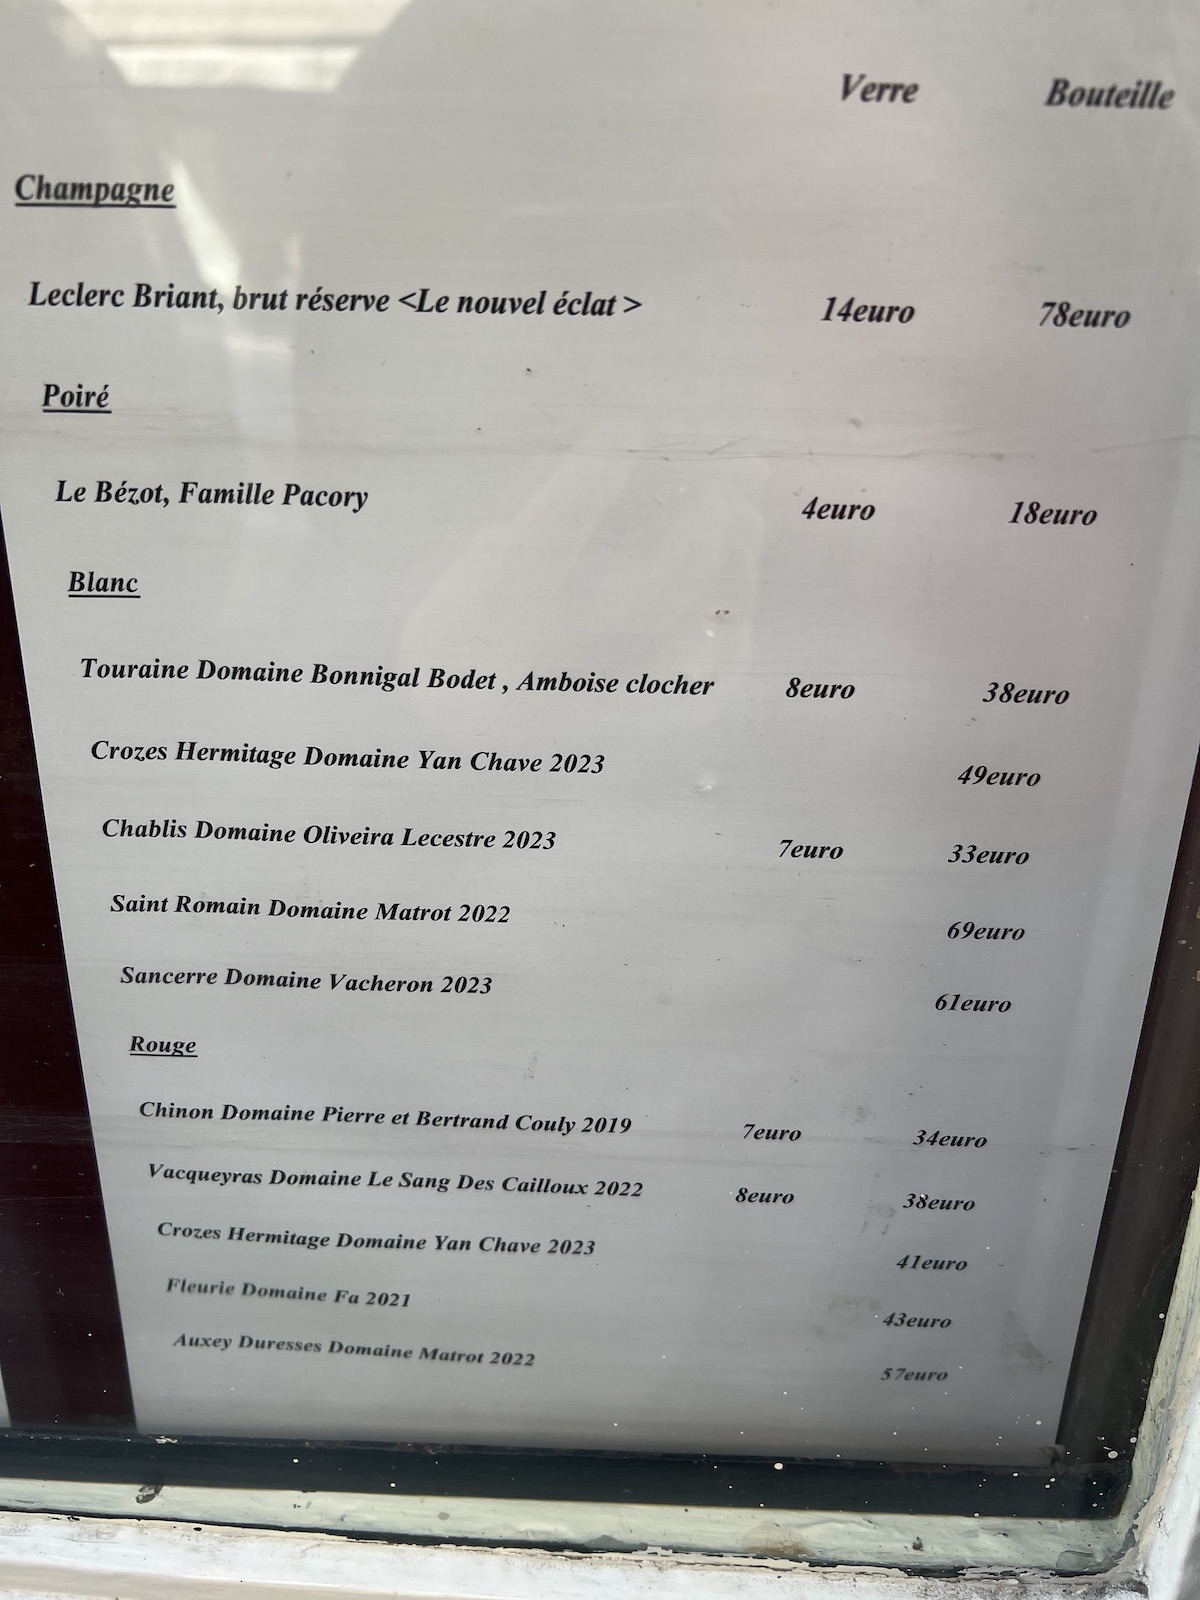 Verre Bouteille
Champagne
Leclerc Briant, brut réserve <Le nouvel éclat > 14euro 78euro
Poiré
Le Bézot, Famille Pacory 4euro 18euro
Blanc
Touraine Domaine Bonnigal Bodet , Amboise clocher 8euro 38euro
Crozes Hermitage Domaine Yan Chave 2023 49euro
Chablis Domaine Oliveira Lecestre 2023 7euro 33euro
Saint Romain Domaine Matrot 2022 69euro
Sancerre Domaine Vacheron 2023 61euro
Rouge
Chinon Domaine Pierre et Bertrand Couly 2019 7euro 34euro
Vacqueyras Domaine Le Sang Des Cailloux 2022 8euro 38euro
Crozes Hermitage Domaine Yan Chave 2023 41euro
Fleurie Domaine Fa 2021 43euro
Auxey Duresses Domaine Matrot 2022 57euro